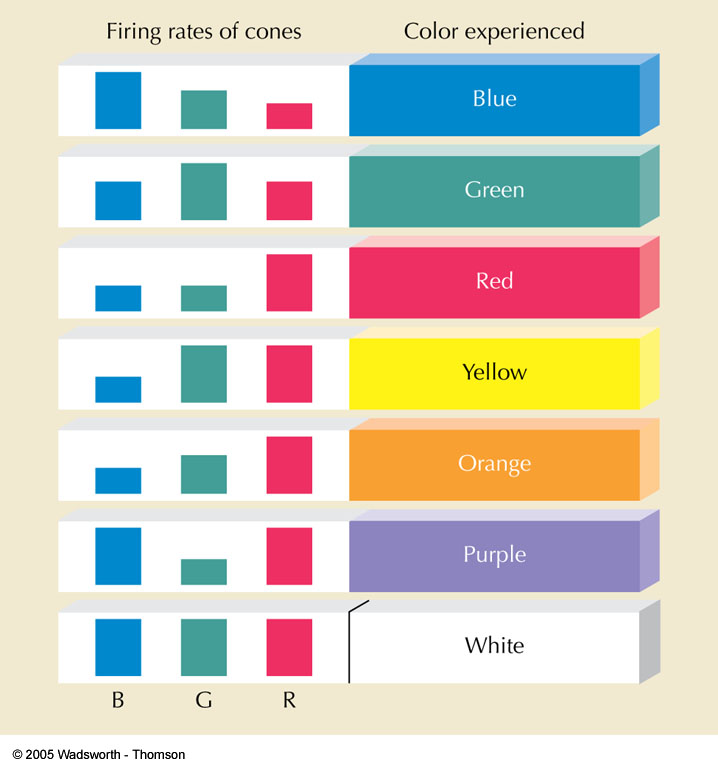 Firing rates of cones
Color experienced
Blue
Green
Red
Yellow
Orange
Purple
White
B G R
© 2005 Wadsworth - Thomson